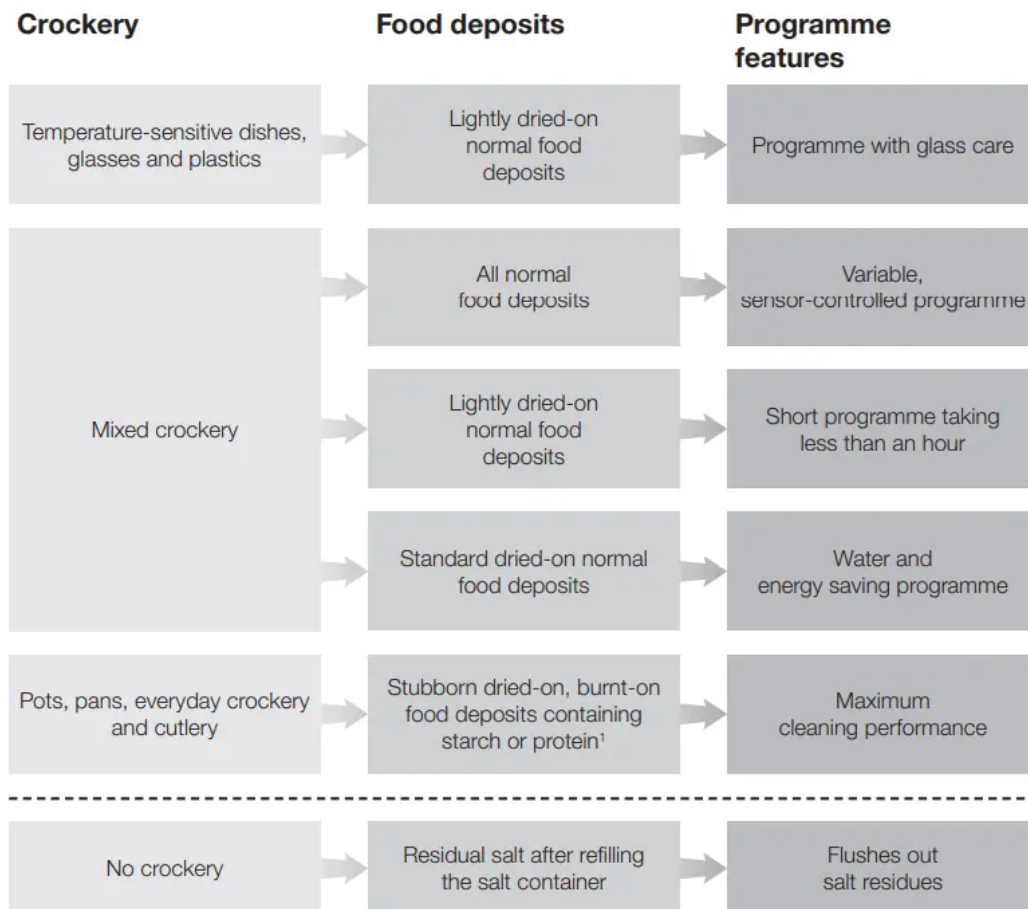 Crockery
Food deposits
Programme
features
Temperature-sensitive dishes,
glasses and plastics
Lightly dried-on
normal food
deposits
Programme with glass care
Mixed crockery
All normal
food deposits
Variable,
sensor-controlled programme
Lightly dried-on
normal food
deposits
Short programme taking
less than an hour
Standard dried-on normal
food deposits
Water and
energy saving programme
Pots, pans, everyday crockery
and cutlery
Stubborn dried-on, burnt-on
food deposits containing
starch or protein¹
Maximum
cleaning performance
No crockery
Residual salt after refilling
the salt container
Flushes out
salt residues